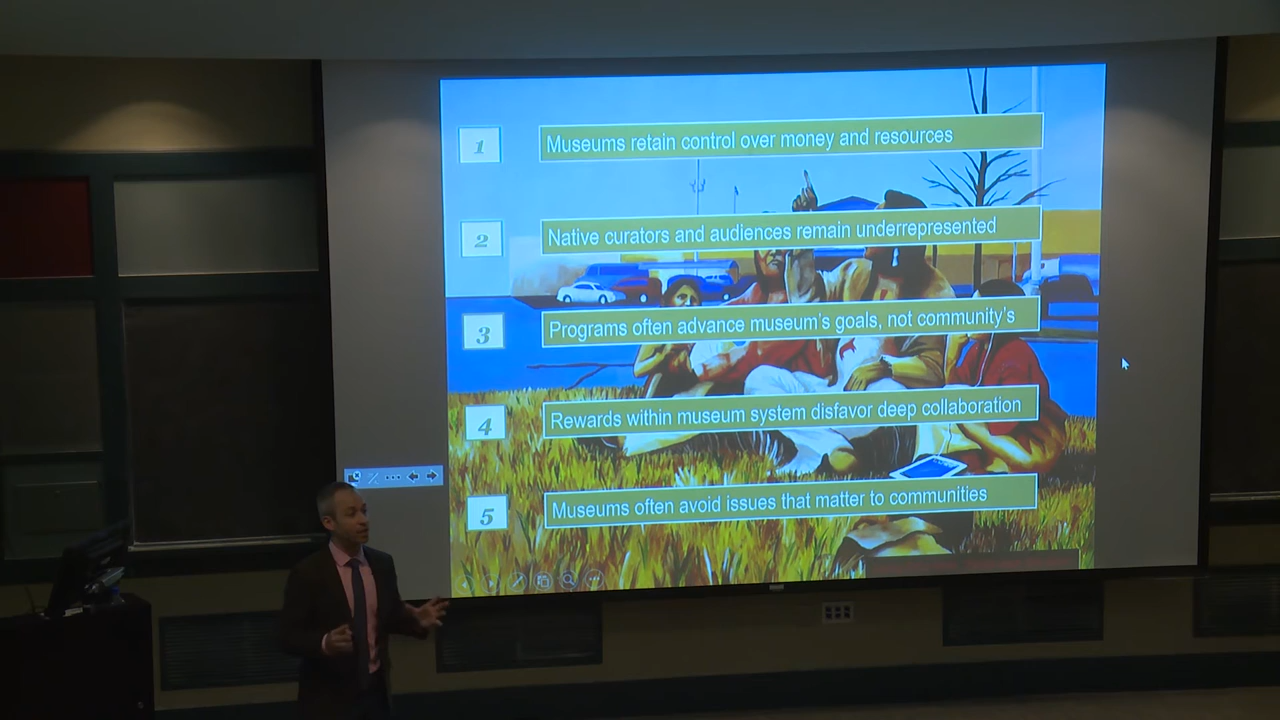 1 Museums retain control over money and resources
2 Native curators and audiences remain underrepresented
3 Programs often advance museum's goals, not community's
4 Rewards within museum system disfavor deep collaboration
5 Museums often avoid issues that matter to communities